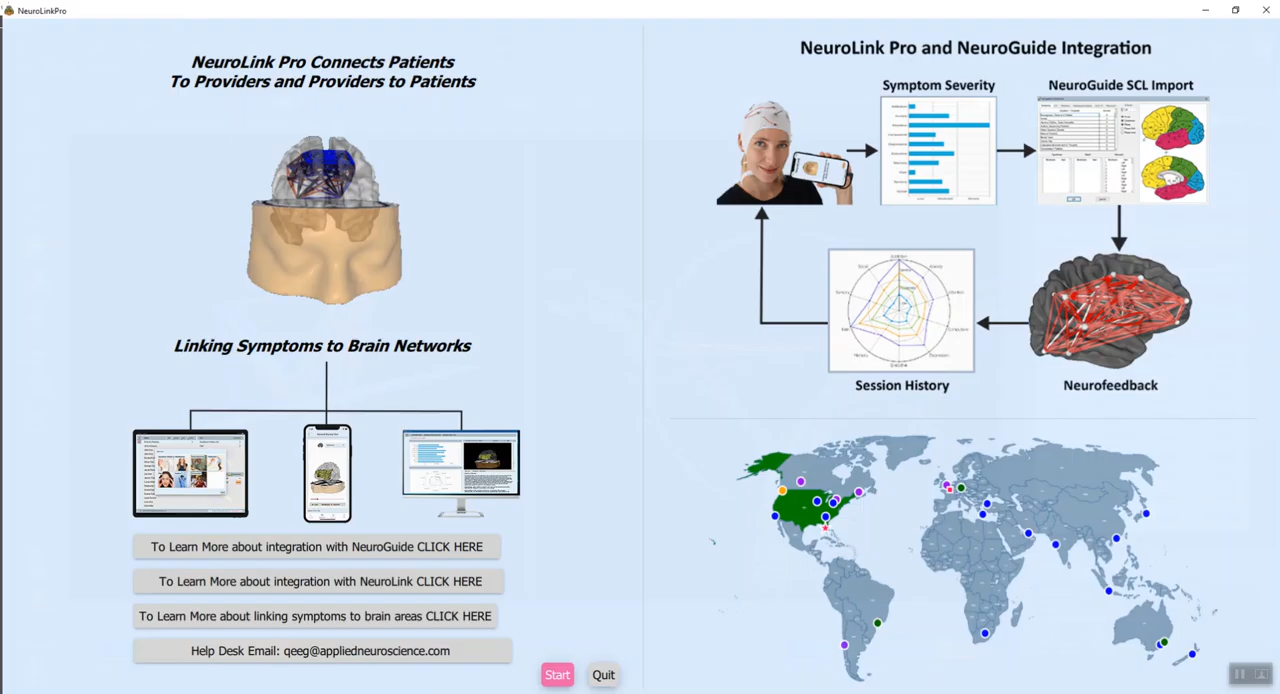 NeuroLinkPro
NeuroLink Pro Connects Patients
To Providers and Providers to Patients
Linking Symptoms to Brain Networks
To Learn More about integration with NeuroGuide CLICK HERE
To Learn More about integration with NeuroLink CLICK HERE
To Learn More about linking symptoms to brain areas CLICK HERE
Help Desk Email: qeeg@appliedneuroscience.com
Start
Quit
NeuroLink Pro and NeuroGuide Integration
Symptom Severity
NeuroGuide SCL Import
Session History
Neurofeedback